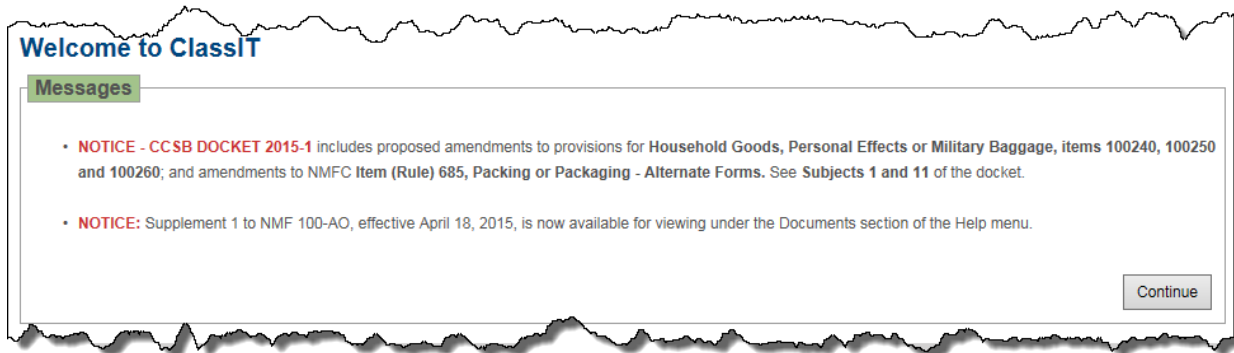 Welcome to ClassIT
Messages
• NOTICE - CCSB DOCKET 2015-1 includes proposed amendments to provisions for Household Goods, Personal Effects or Military Baggage, items 100240, 100250
and 100260; and amendments to NMFC Item (Rule) 685, Packing or Packaging - Alternate Forms. See Subjects 1 and 11 of the docket.
• NOTICE: Supplement 1 to NMF 100-AO, effective April 18, 2015, is now available for viewing under the Documents section of the Help menu.
Continue